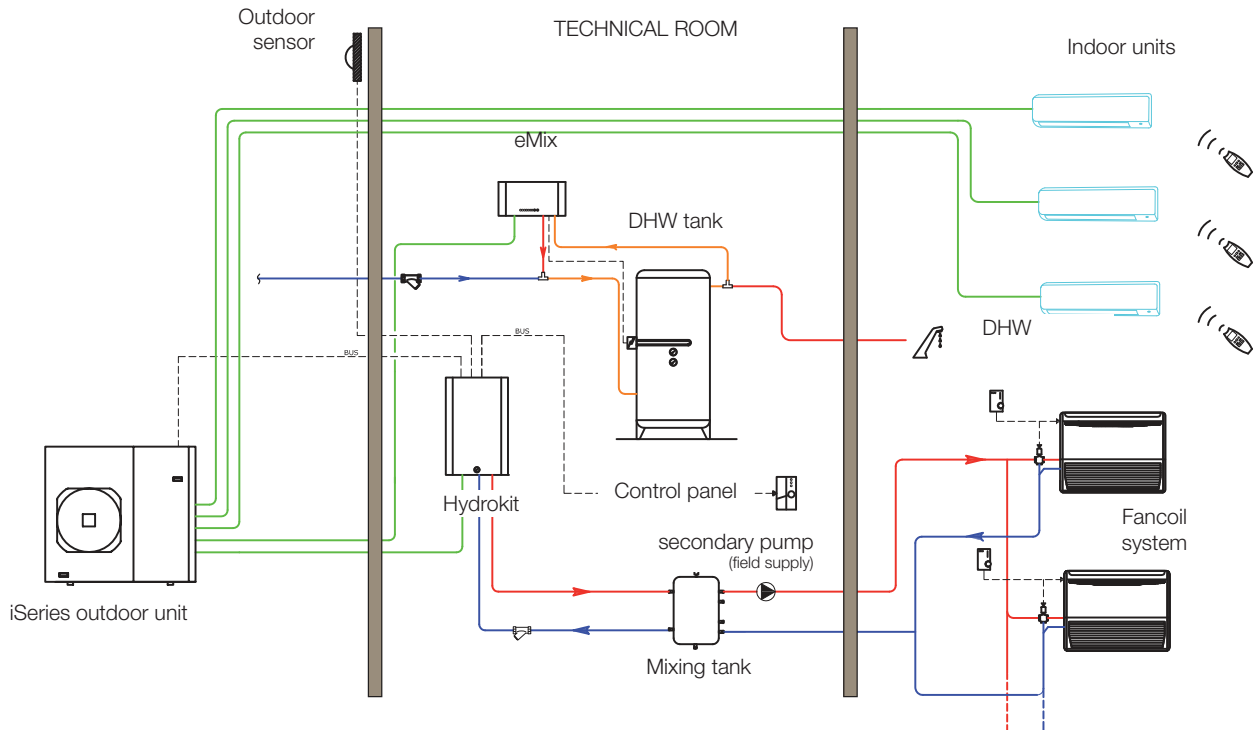 Outdoor
sensor
TECHNICAL ROOM
Indoor units
eMix
DHW tank
DHW
BUS
BUS
Hydrokit
Control panel
secondary pump
(field supply)
Fancoil
system
iSeries outdoor unit
Mixing tank